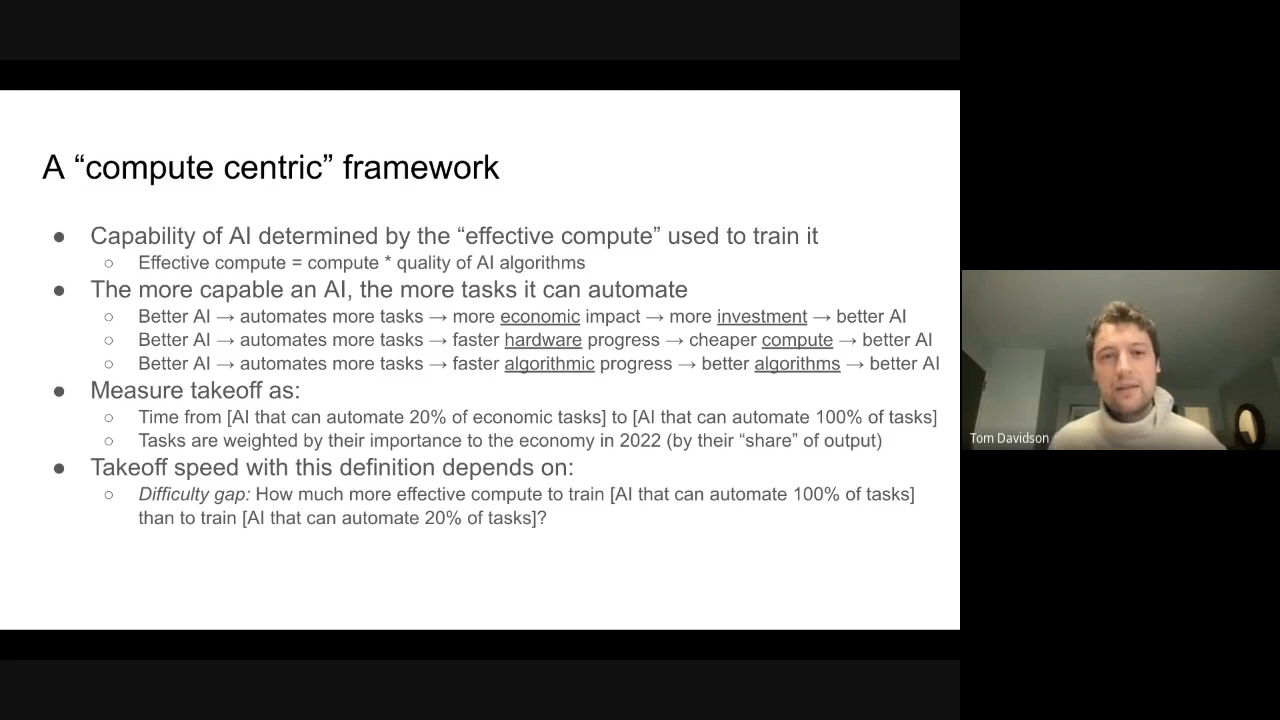 A “compute centric” framework
● Capability of AI determined by the “effective compute” used to train it
○ Effective compute = compute * quality of AI algorithms
● The more capable an AI, the more tasks it can automate
○ Better AI → automates more tasks → more economic impact → more investment → better AI
○ Better AI → automates more tasks → faster hardware progress → cheaper compute → better AI
○ Better AI → automates more tasks → faster algorithmic progress → better algorithms → better AI
● Measure takeoff as:
○ Time from [AI that can automate 20% of economic tasks] to [AI that can automate 100% of tasks]
○ Tasks are weighted by their importance to the economy in 2022 (by their “share” of output)
● Takeoff speed with this definition depends on:
○ Difficulty gap: How much more effective compute to train [AI that can automate 100% of tasks]
than to train [AI that can automate 20% of tasks]?
Tom Davidson